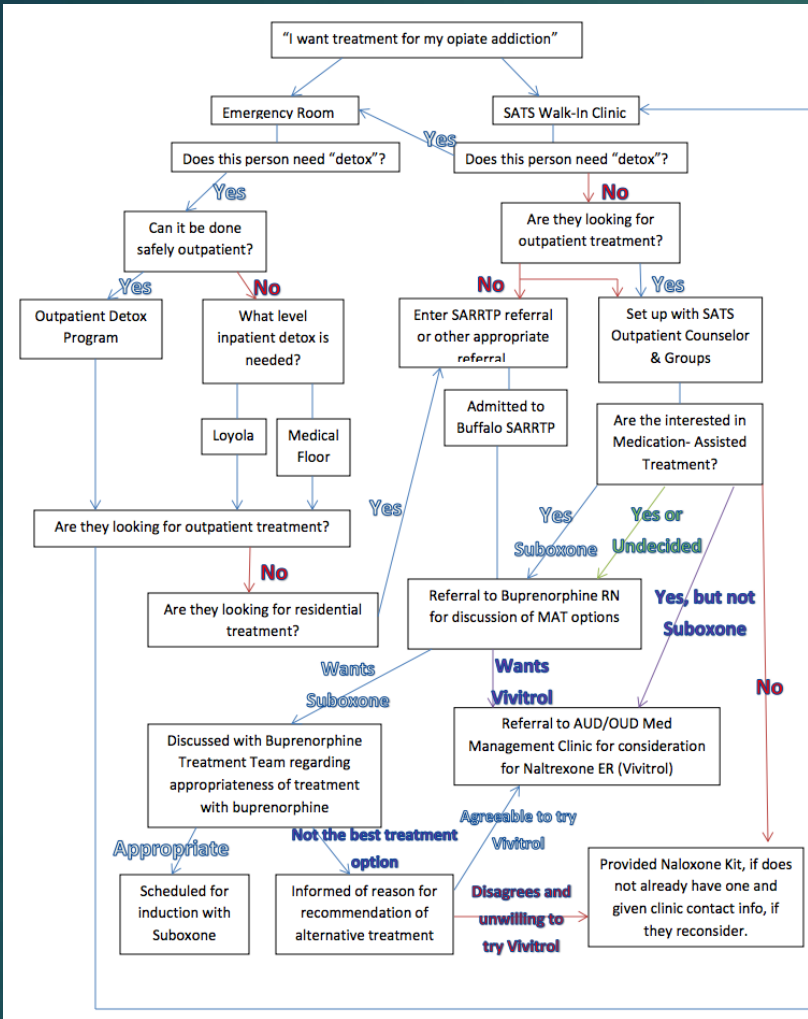 “I want treatment for my opiate addiction”
Emergency Room
SATS Walk-In Clinic
Yes
Does this person need “detox”?
Does this person need “detox”?
Yes
No
Can it be done
safely outpatient?
Are they looking for
outpatient treatment?
Yes
No
No
Yes
Outpatient Detox
Program
What level
inpatient detox is
needed?
Enter SARRTP referral
or other appropriate
referral
Set up with SATS
Outpatient Counselor
& Groups
Loyola
Medical
Floor
Admitted to
Buffalo SARRTP
Are the interested in
Medication- Assisted
Treatment?
Are they looking for outpatient treatment?
Yes
Yes
Suboxone
Yes or
Undecided
No
Yes, but not
Suboxone
Are they looking for residential
treatment?
Referral to Buprenorphine RN
for discussion of MAT options
No
Wants
Suboxone
Wants
Vivitrol
Discussed with Buprenorphine
Treatment Team regarding
appropriateness of treatment
with buprenorphine
Referral to AUD/OUD Med
Management Clinic for consideration
for Naltrexone ER (Vivitrol)
Appropriate
Not the best treatment
option
Agreeable to try
Vivitrol
Scheduled for
induction with
Suboxone
Informed of reason for
recommendation of
alternative treatment
Disagrees and
unwilling to
try Vivitrol
Provided Naloxone Kit, if does
not already have one and
given clinic contact info, if
they reconsider.